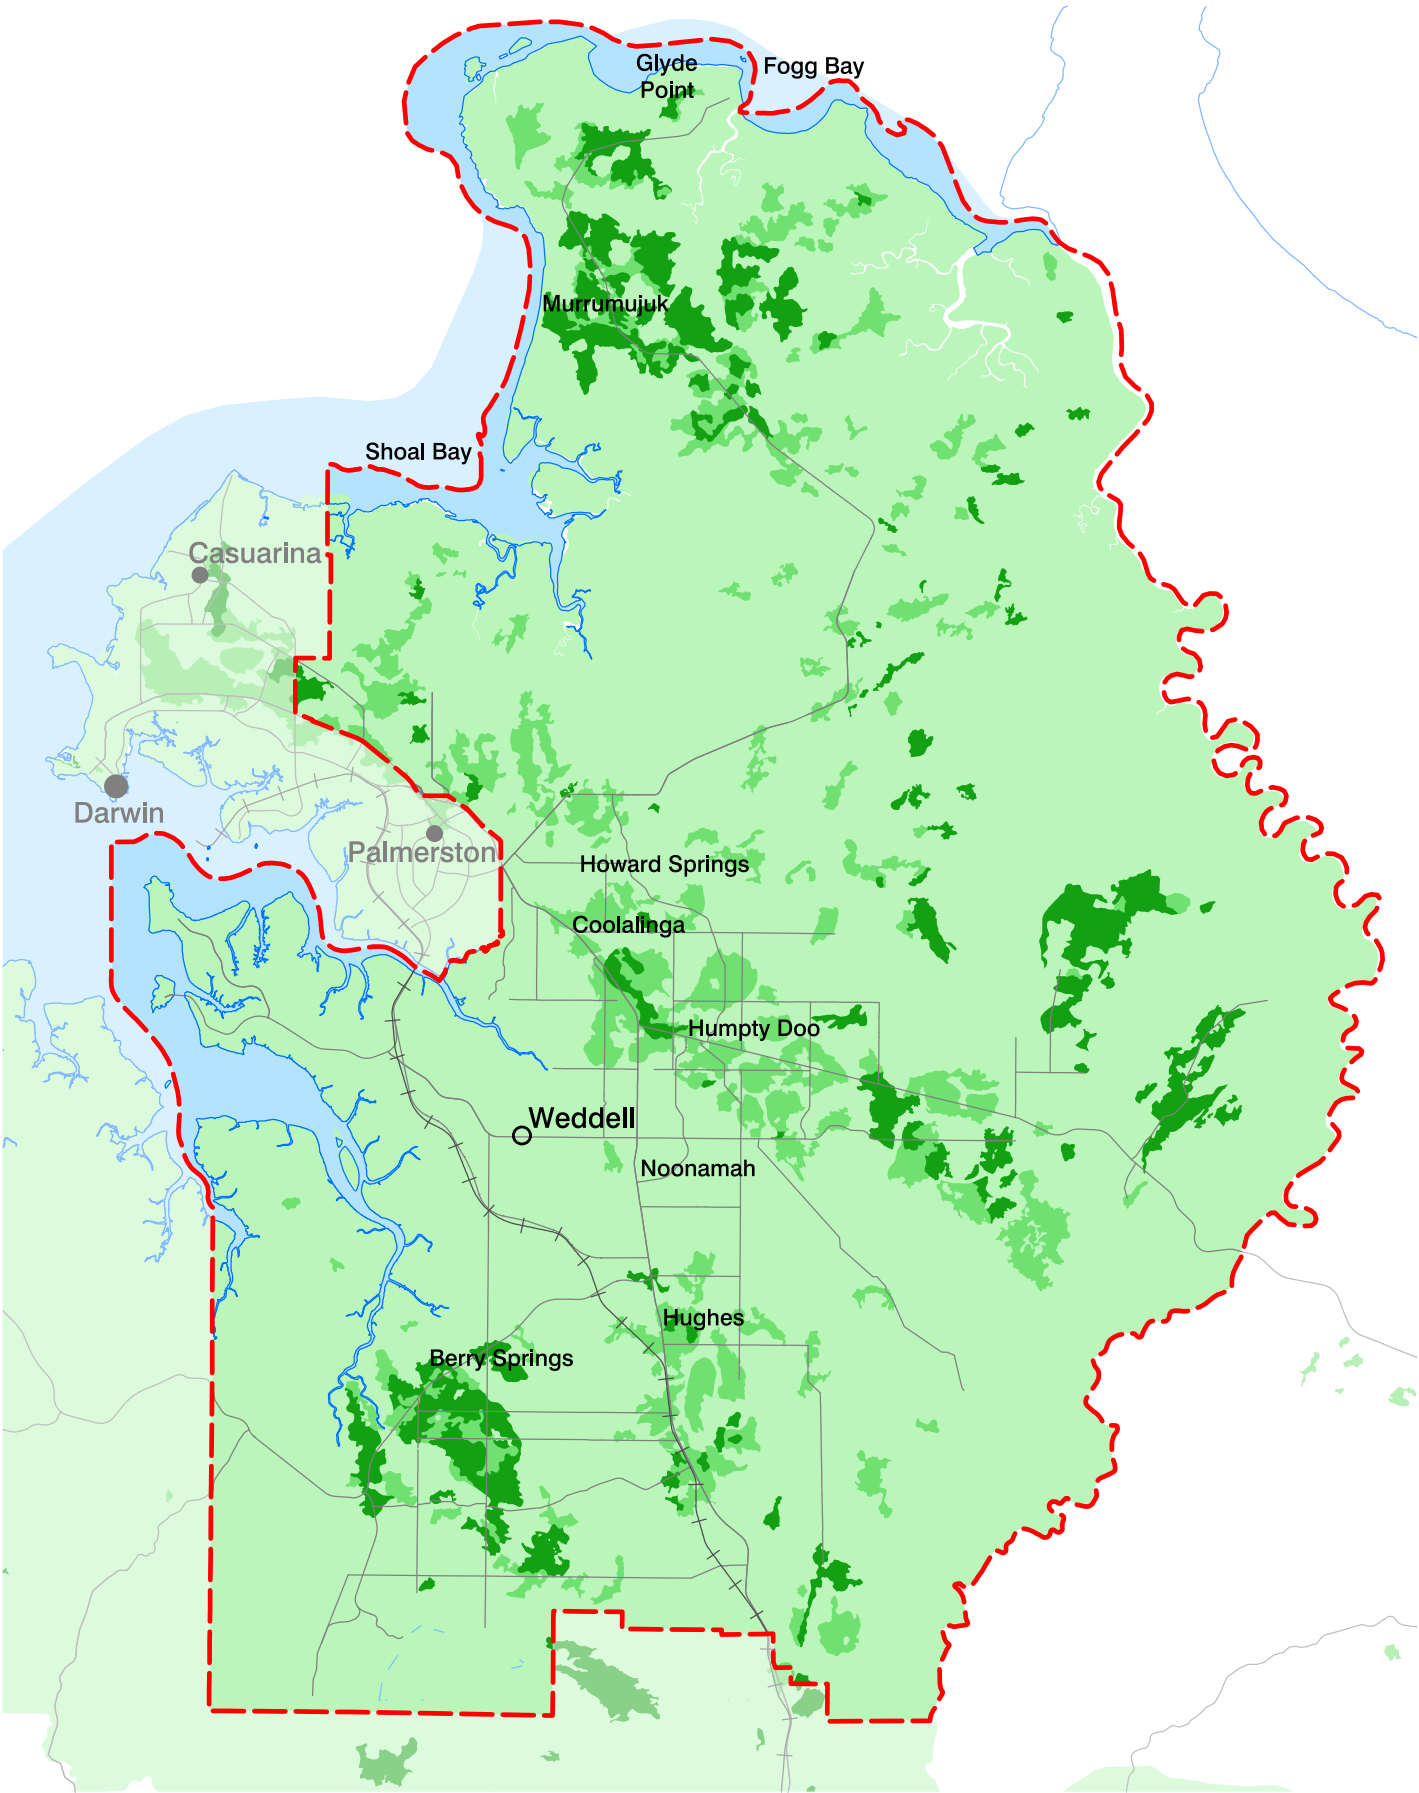 Glyde
Point
Fogg Bay
Murrumujuk
Shoal Bay
Casuarina
Darwin
Palmerston
Howard Springs
Coolalinga
Humpty Doo
Weddell
Noonamah
Hughes
Berry Springs